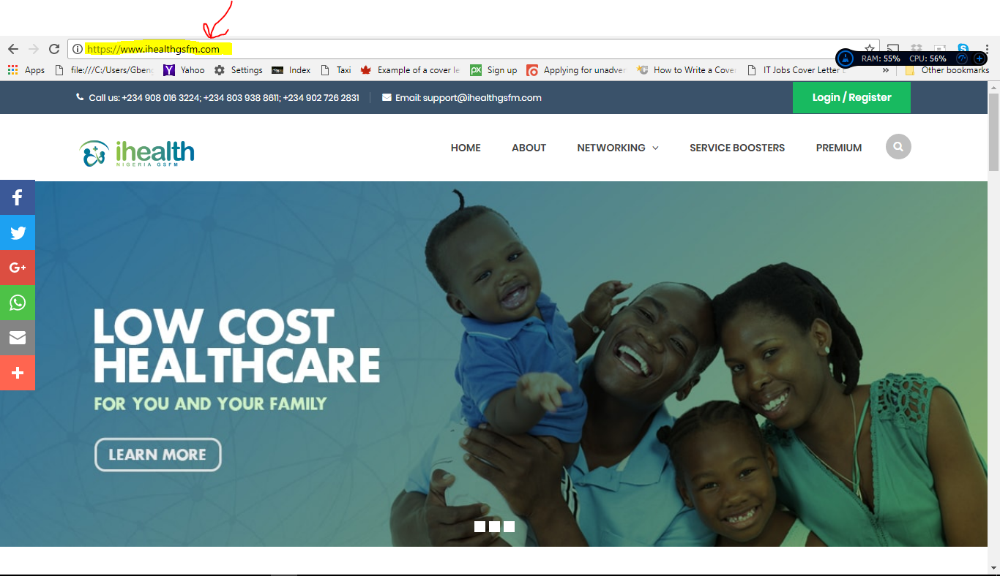 https://www.ihealthgsfm.com
RAM: 55% CPU: 56%
Apps file:///C:/Users/Gben Yahoo Settings Index Taxi Example of a cover le Sign up Applying for unadver How to Write a Cover IT Jobs Cover Letter » Other bookmarks
Call us: +234 908 016 3224; +234 803 938 8611; +234 902 726 2831 Email: support@ihealthgsfm.com Login / Register
ihealth
NIGERIA GSFM
HOME ABOUT NETWORKING SERVICE BOOSTERS PREMIUM
G+
LOW COST
HEALTHCARE
FOR YOU AND YOUR FAMILY
LEARN MORE